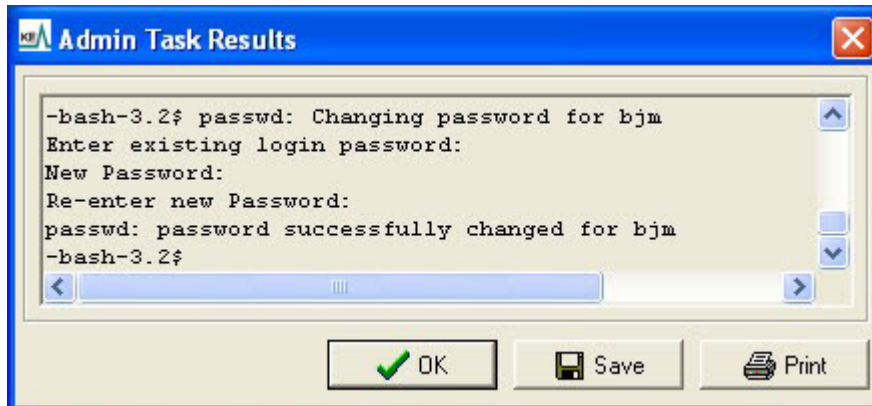 KE Admin Task Results
-bash-3.2$ passwd: Changing password for bjm
Enter existing login password:
New Password:
Re-enter new Password:
passwd: password successfully changed for bjm
-bash-3.2$
OK Save Print